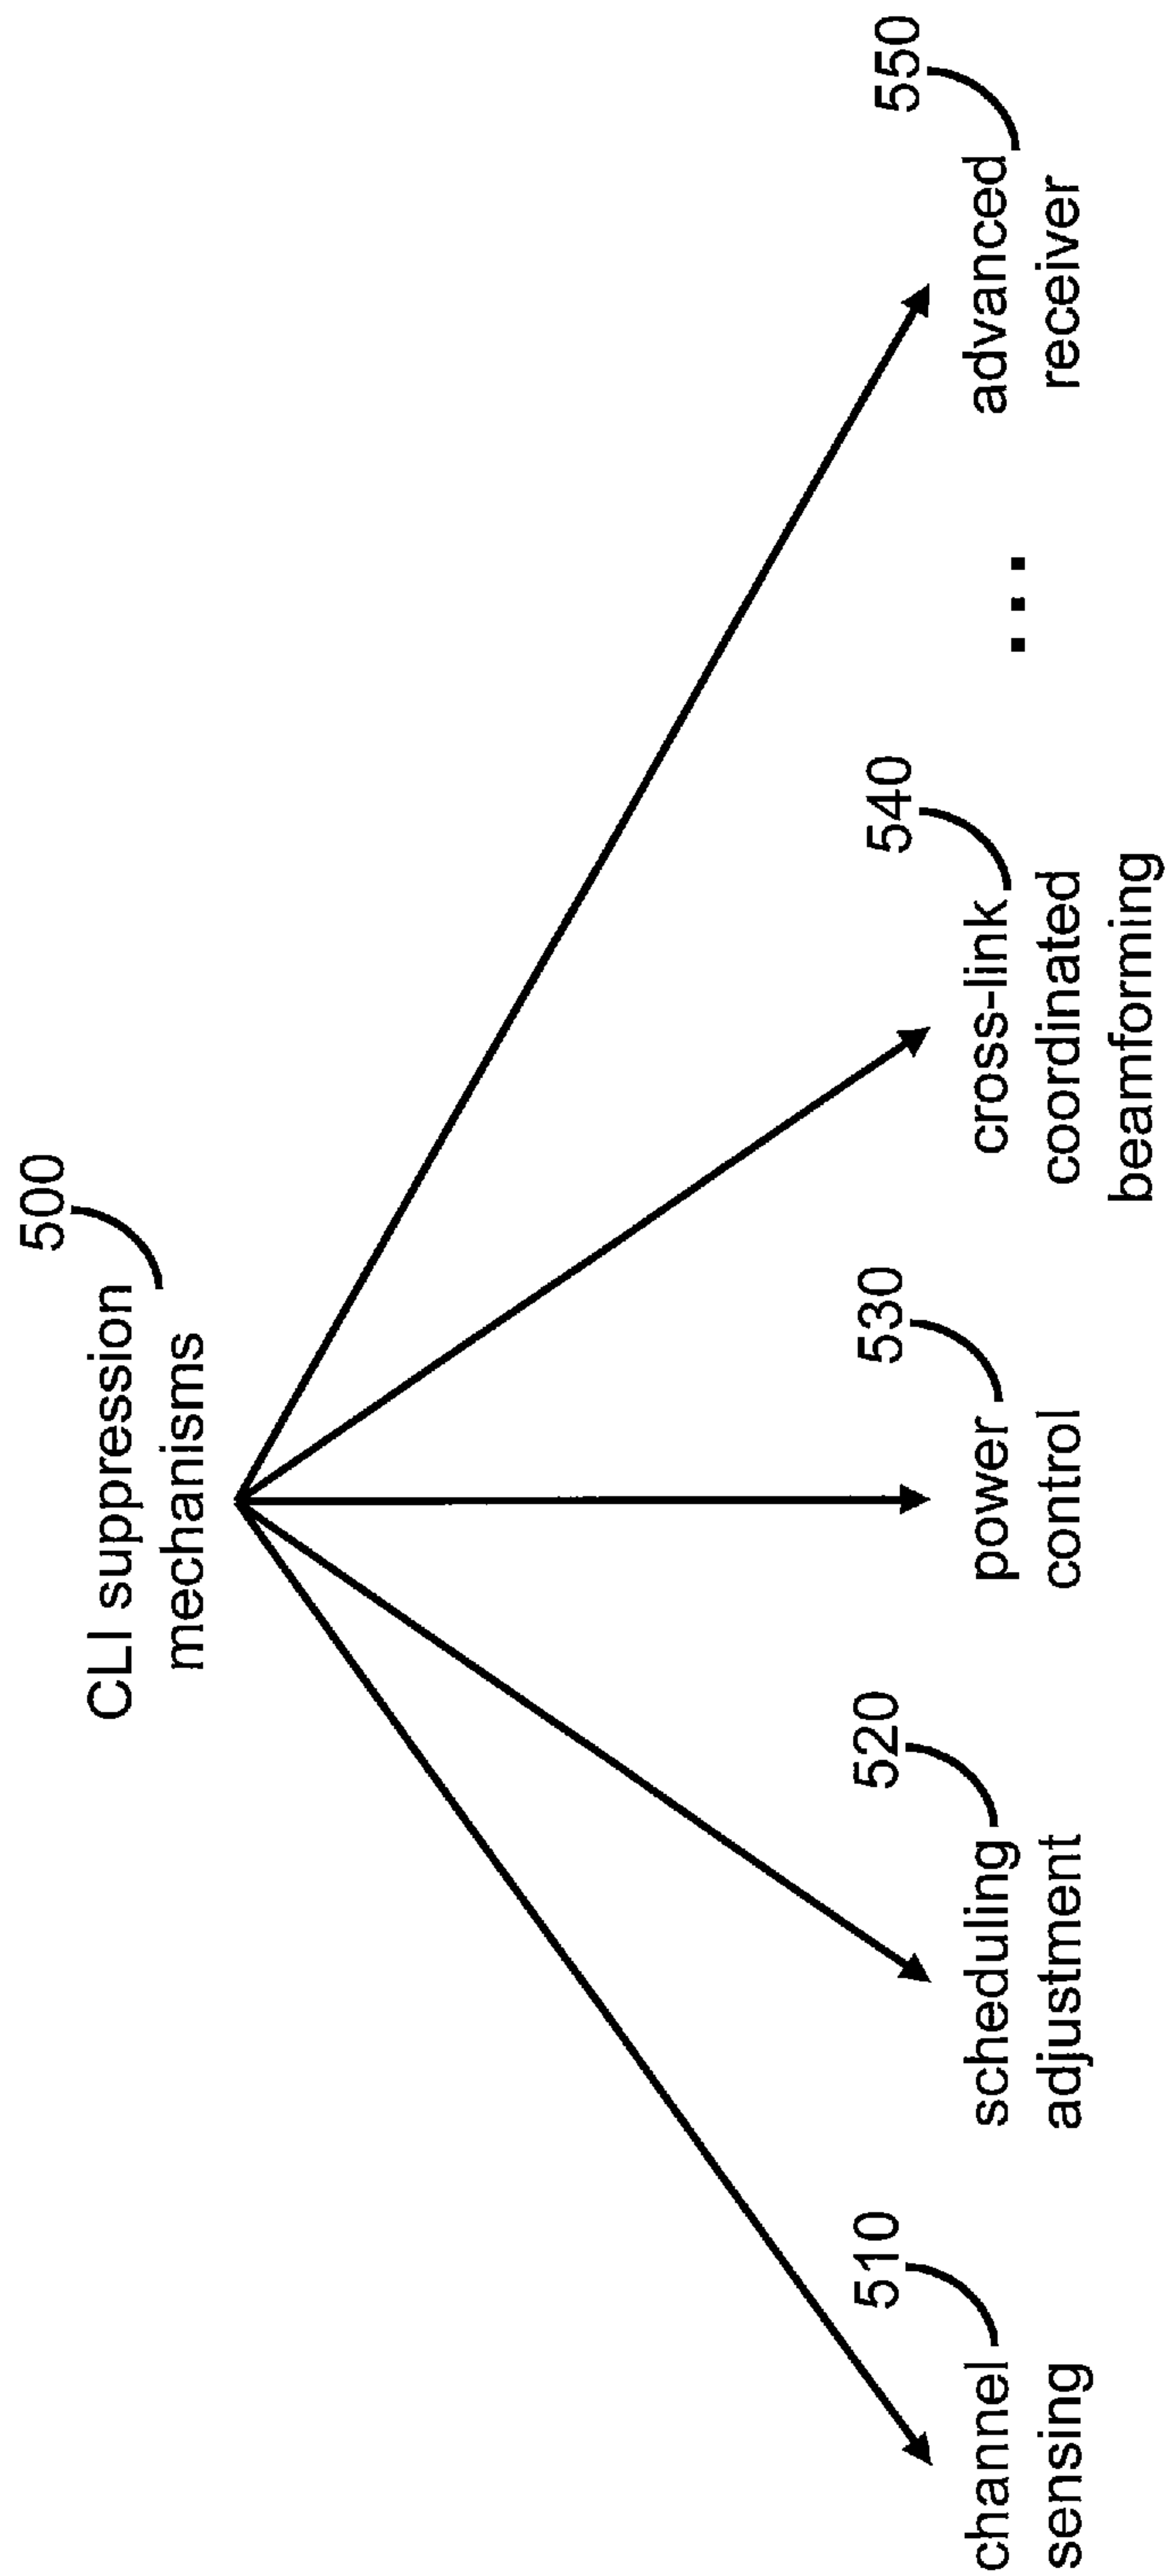 500
CLI suppression
mechanisms
510
channel
sensing
520
scheduling
adjustment
530
power
control
540
cross-link
coordinated
beamforming
...
550
advanced
receiver